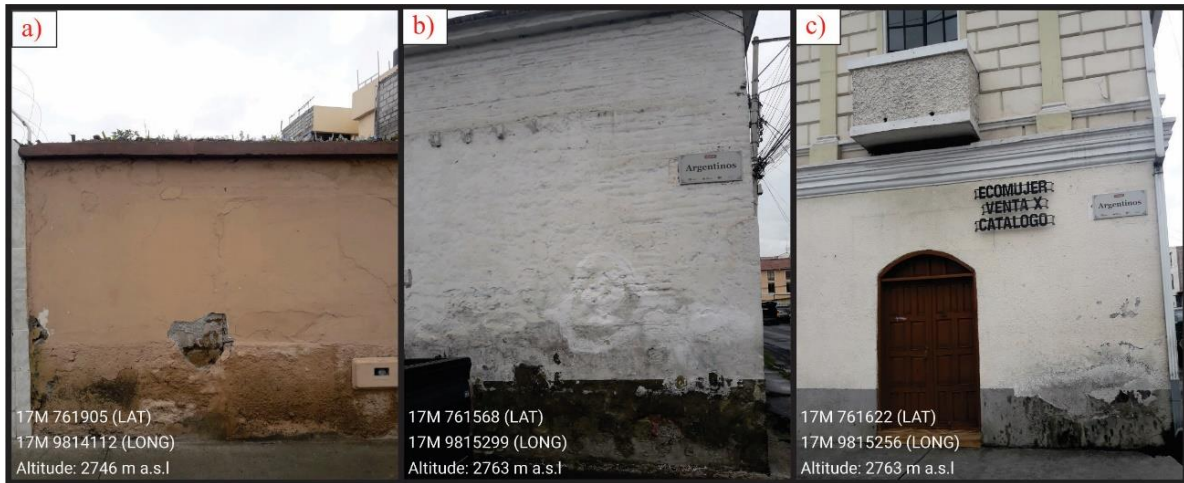 a)
17M 761905 (LAT)
17M 9814112 (LONG)
Altitude: 2746 m a.s.l
b)
Argentinos
17M 761568 (LAT)
17M 9815299 (LONG)
Altitude: 2763 m a.s.l
c)
ECOMUJER
VENTA X
CATALOGO
Argentinos
17M 761622 (LAT)
17M 9815256 (LONG)
Altitude: 2763 m a.s.l